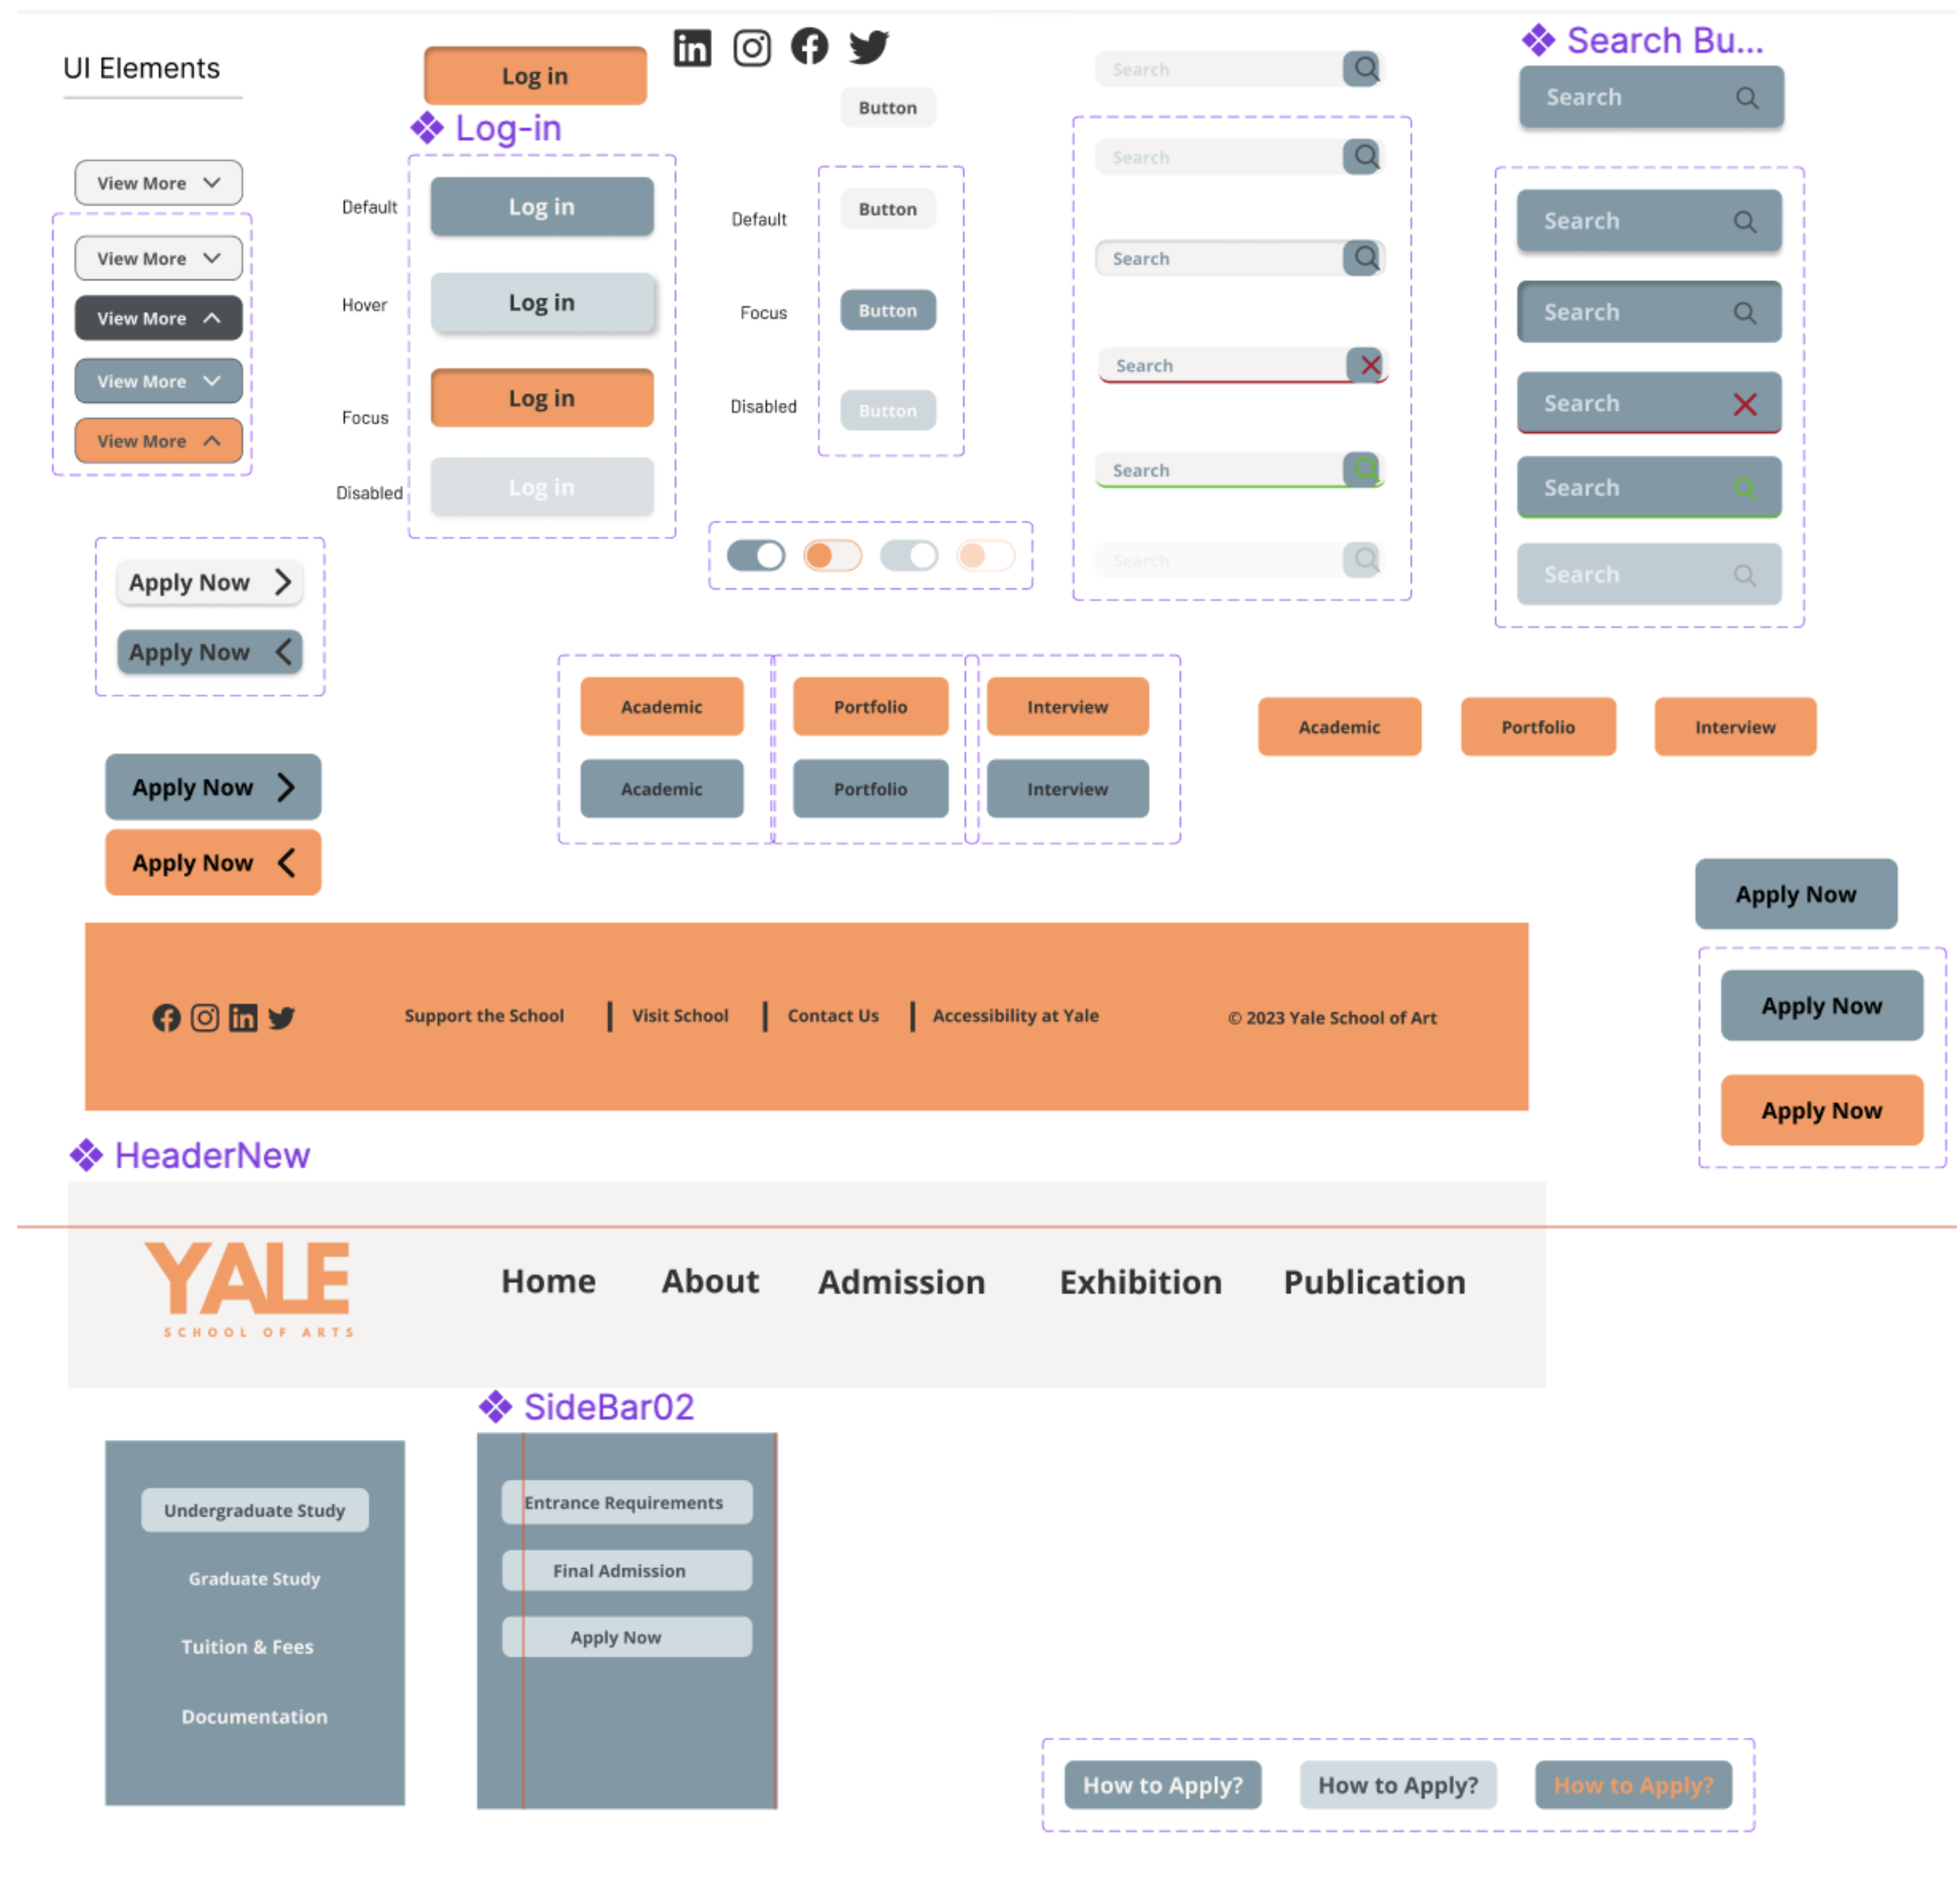 UI Elements
Log in
Search Bu...
Search
Search
Log-in
Button
View More
Search
Default
Log in
Default
Button
Search
View More
Hover
Log in
Search
View More
Focus
Button
Search
View More
Search
Focus
Log in
Disabled
Button
Search
View More
Search
Disabled
Log in
Search
Apply Now
Search
Search
Apply Now
Academic
Portfolio
Interview
Academic
Portfolio
Interview
Apply Now
Academic
Portfolio
Interview
Apply Now
Apply Now
Support the School
Visit School
Contact Us
Accessibility at Yale
© 2023 Yale School of Art
Apply Now
Apply Now
HeaderNew
YALE
SCHOOL OF ARTS
Home
About
Admission
Exhibition
Publication
SideBar02
Undergraduate Study
Graduate Study
Tuition & Fees
Documentation
Entrance Requirements
Final Admission
Apply Now
How to Apply?
How to Apply?
How to Apply?